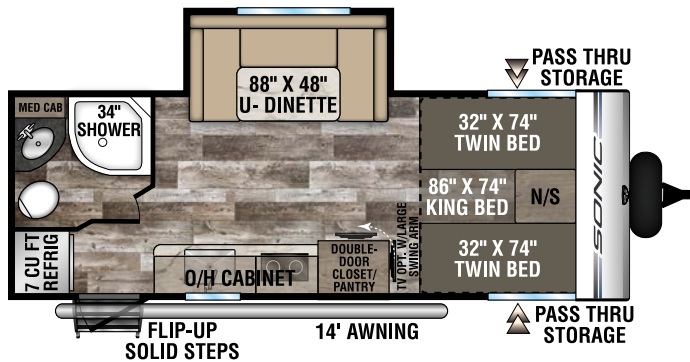 PASS THRU
STORAGE
88" X 48"
U- DINETTE
MED CAB
34"
SHOWER
32" X 74"
TWIN BED
86" X 74"
KING BED
N/S
SONIC
32" X 74"
TWIN BED
7 CU FT
REFRIG
O/H CABINET
DOUBLE-
DOOR
CLOSET/
PANTRY
TV OPT. W/LARGE
SWING ARM
FLIP-UP
SOLID STEPS
14' AWNING
PASS THRU
STORAGE